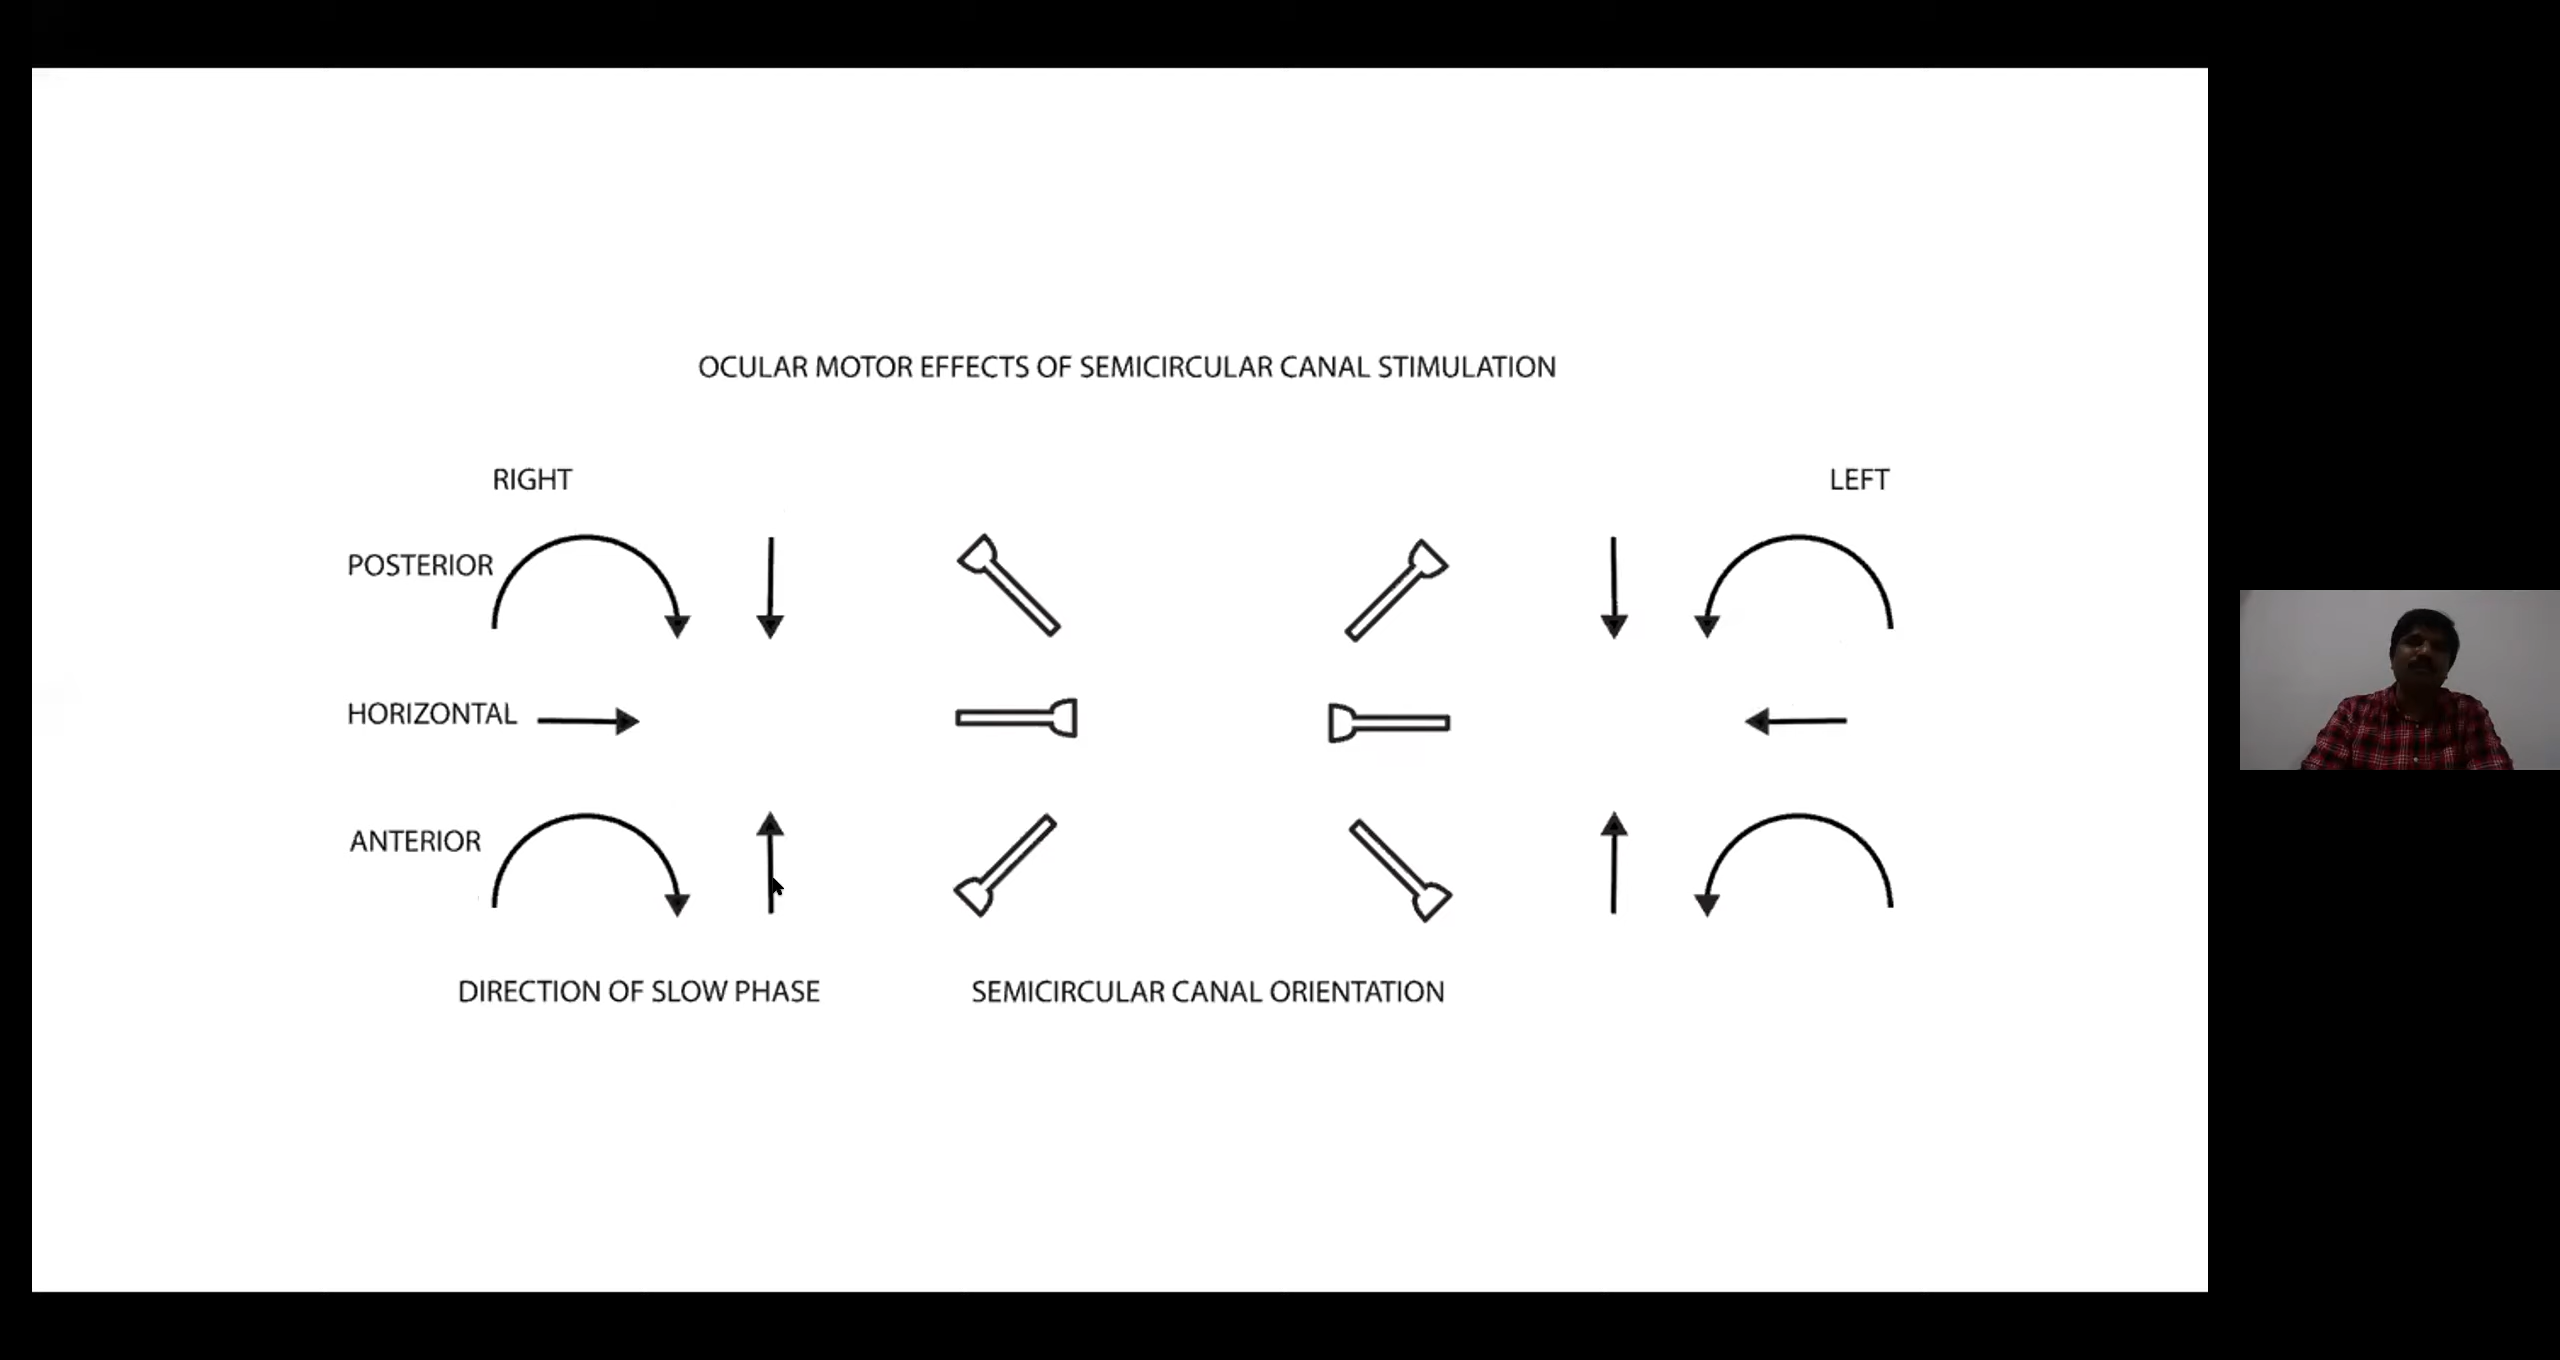 OCULAR MOTOR EFFECTS OF SEMICIRCULAR CANAL STIMULATION
RIGHT
LEFT
POSTERIOR
HORIZONTAL
ANTERIOR
DIRECTION OF SLOW PHASE
SEMICIRCULAR CANAL ORIENTATION